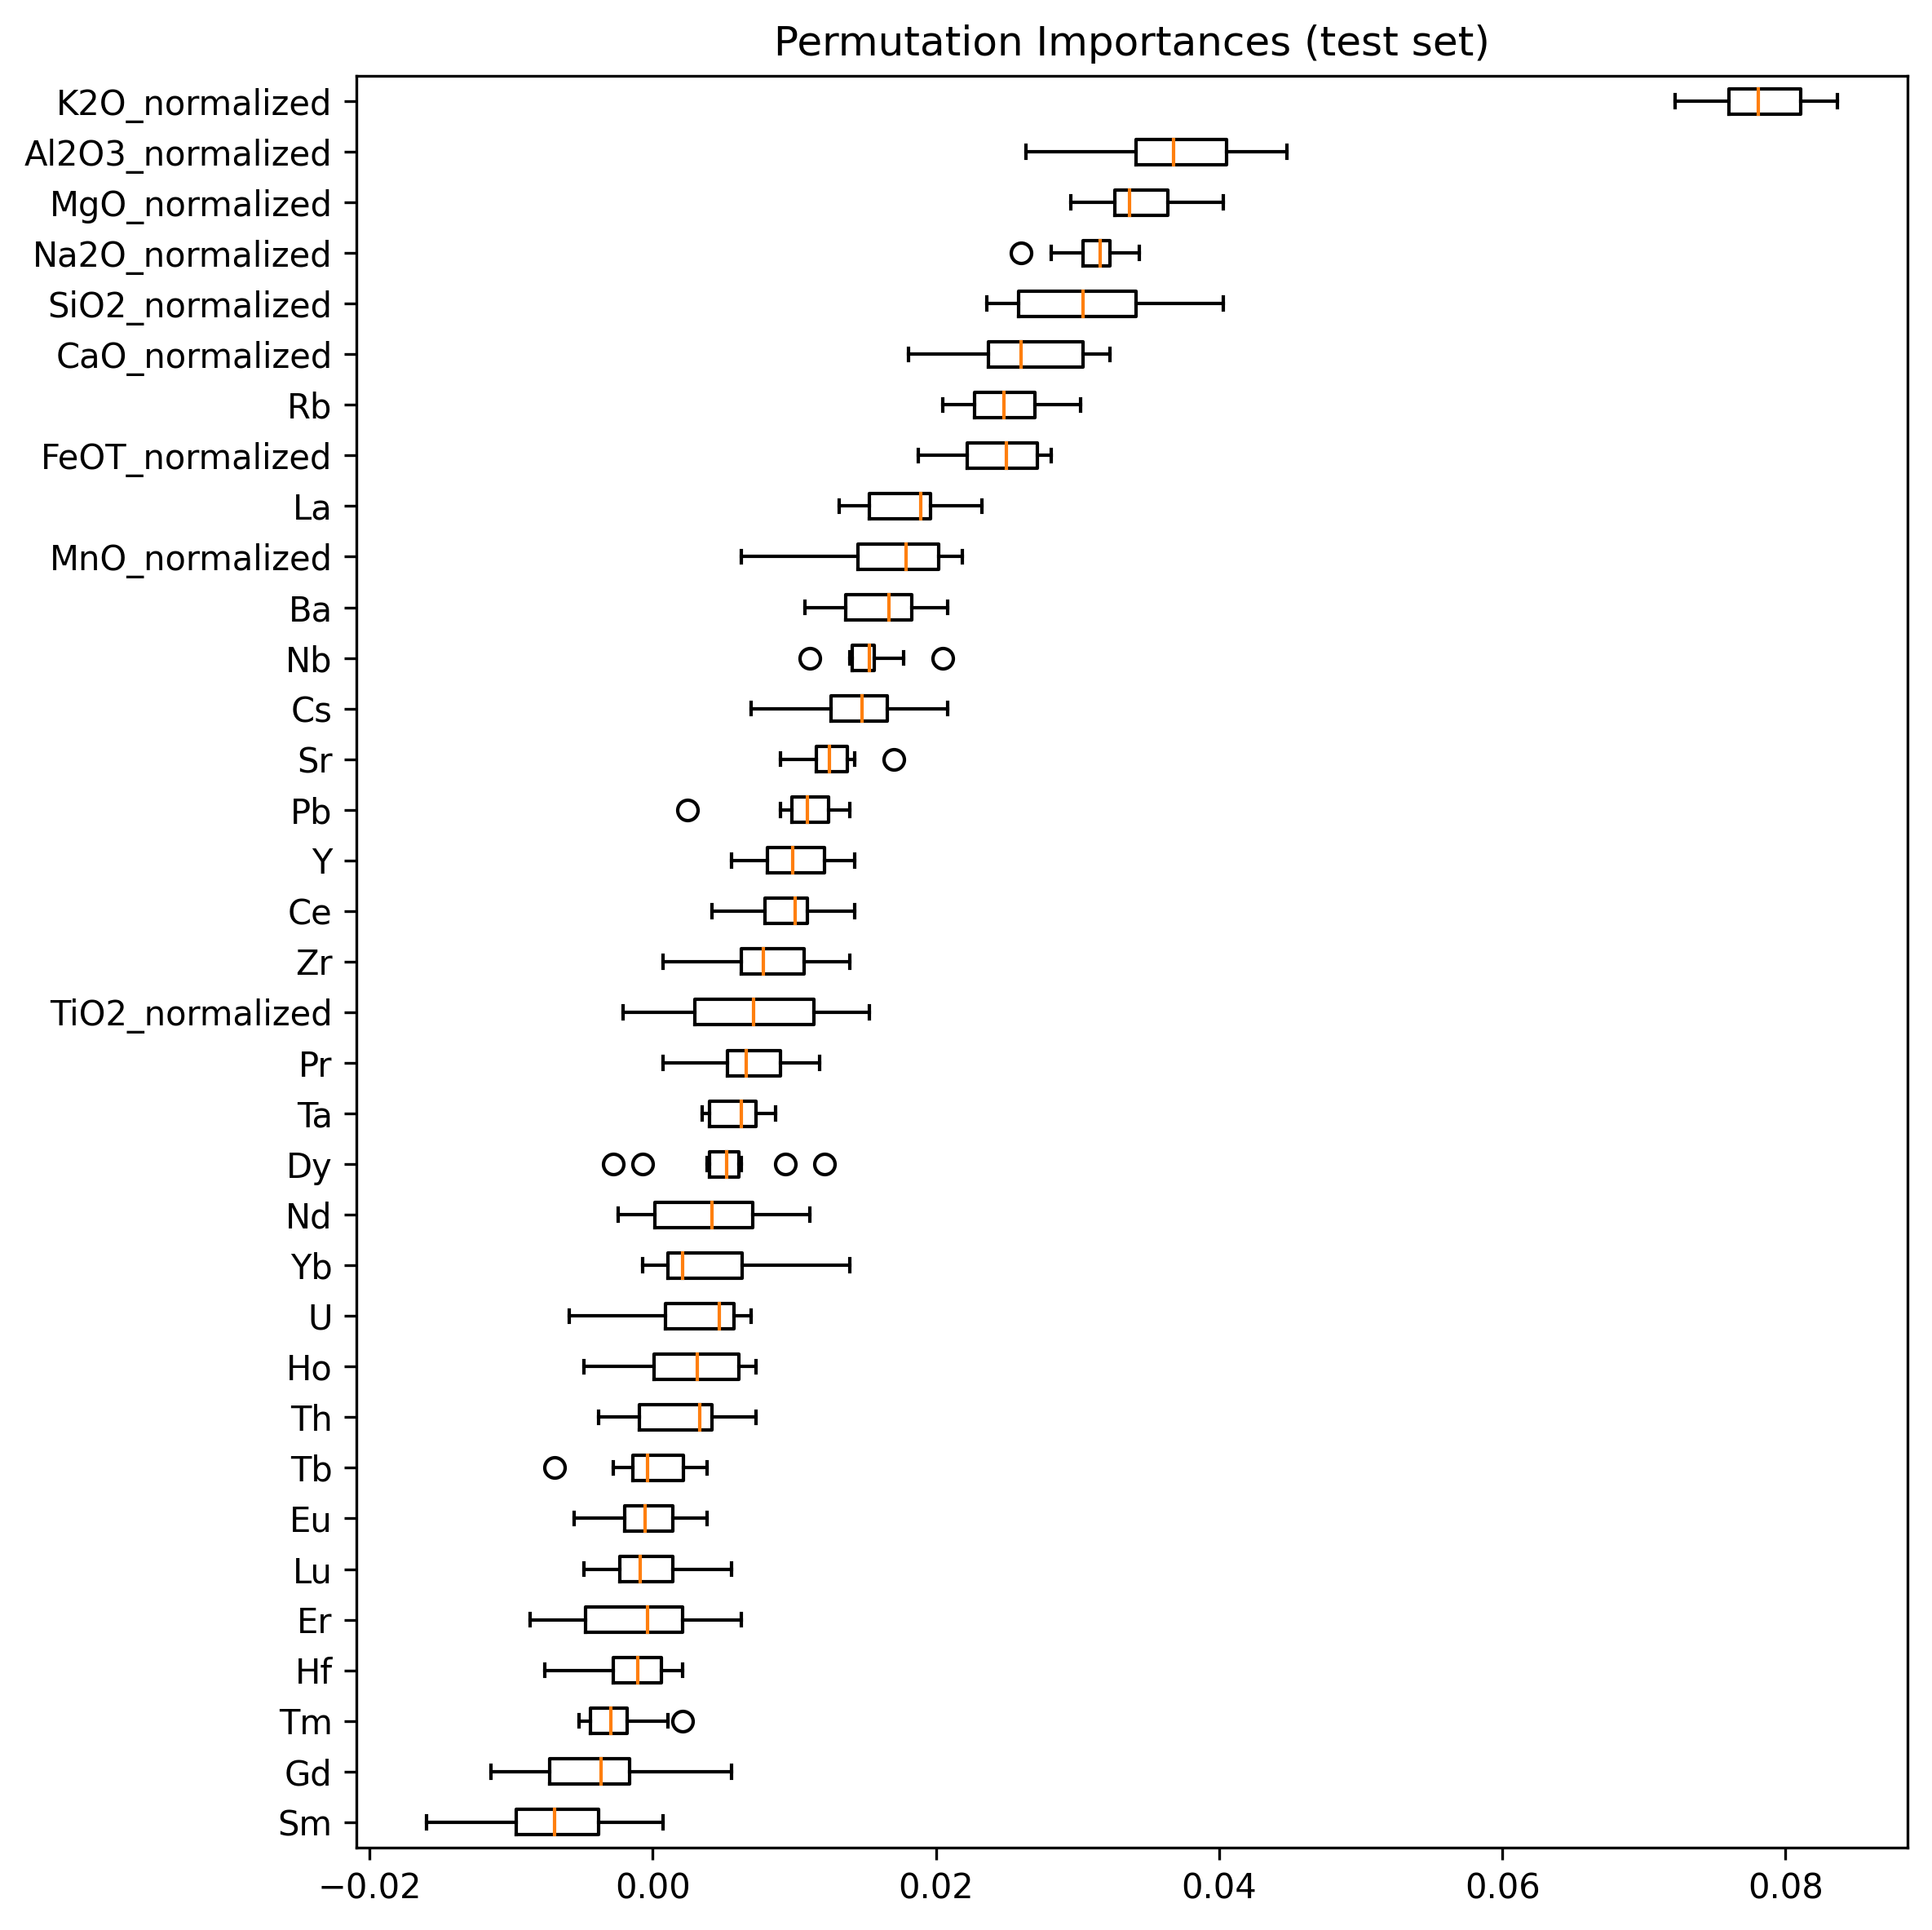 Permutation Importances (test set)
K2O_normalized
Al2O3_normalized
MgO_normalized
Na2O_normalized
SiO2_normalized
CaO_normalized
Rb
FeOT_normalized
La
MnO_normalized
Ba
Nb
Cs
Sr
Pb
Y
Ce
Zr
TiO2_normalized
Pr
Ta
Dy
Nd
Yb
U
Ho
Th
Tb
Eu
Lu
Er
Hf
Tm
Gd
Sm
−0.02 0.00 0.02 0.04 0.06 0.08